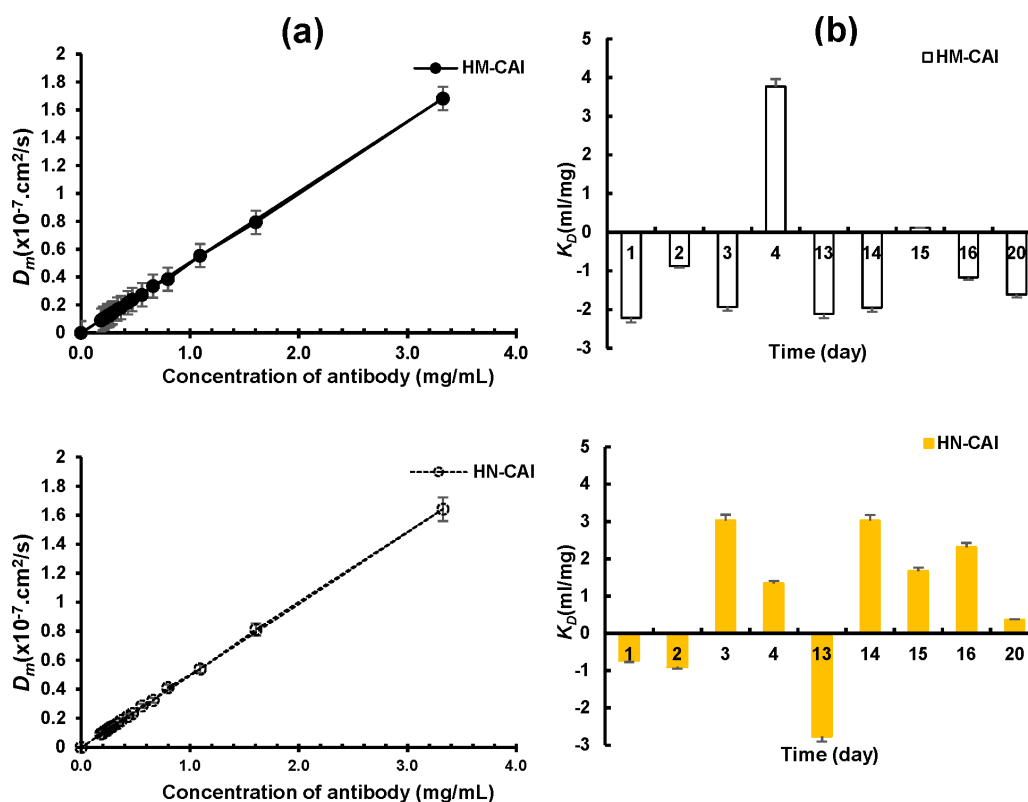 (a)
2
1.8
1.6
1.4
1.2
1
0.8
0.6
0.4
0.2
0
0.0 1.0 2.0 3.0 4.0
Dm(x10-7.cm2/s)
Concentration of antibody (mg/mL)
HM-CAI
(b)
5
4
3
2
1
0
-1
-2
-3
1 2 3 4 13 14 15 16 20
KD(ml/mg)
Time (day)
HM-CAI
2
1.8
1.6
1.4
1.2
1
0.8
0.6
0.4
0.2
0
0.0 1.0 2.0 3.0 4.0
Dm(x10-7.cm2/s)
Concentration of antibody (mg/mL)
HN-CAI
5
4
3
2
1
0
-1
-2
-3
1 2 3 4 13 14 15 16 20
KD(ml/mg)
Time (day)
HN-CAI